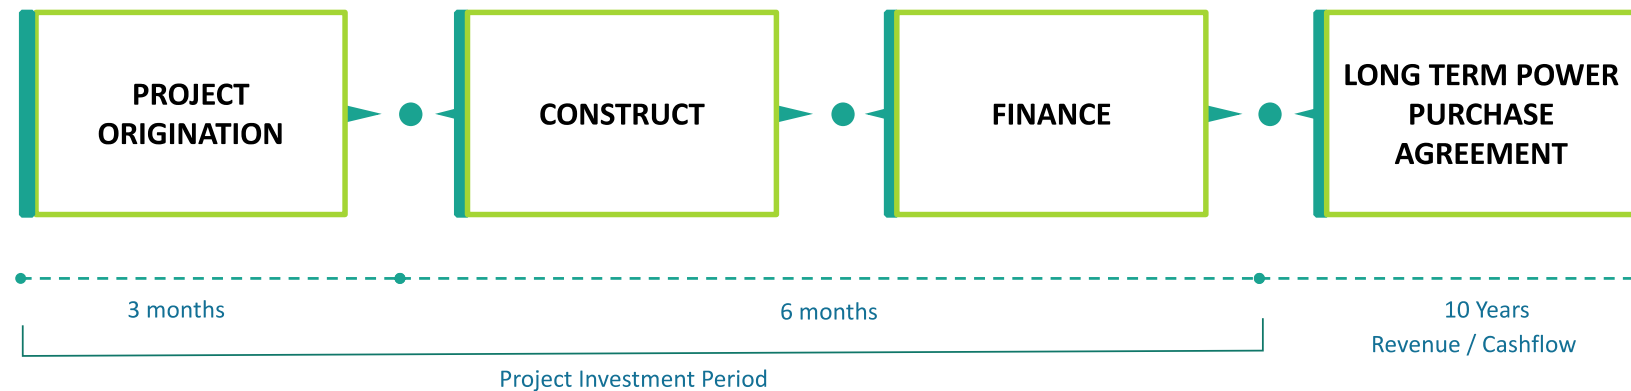 PROJECT
ORIGINATION
CONSTRUCT
FINANCE
LONG TERM POWER
PURCHASE
AGREEMENT
3 months
6 months
10 Years
Revenue / Cashflow
Project Investment Period